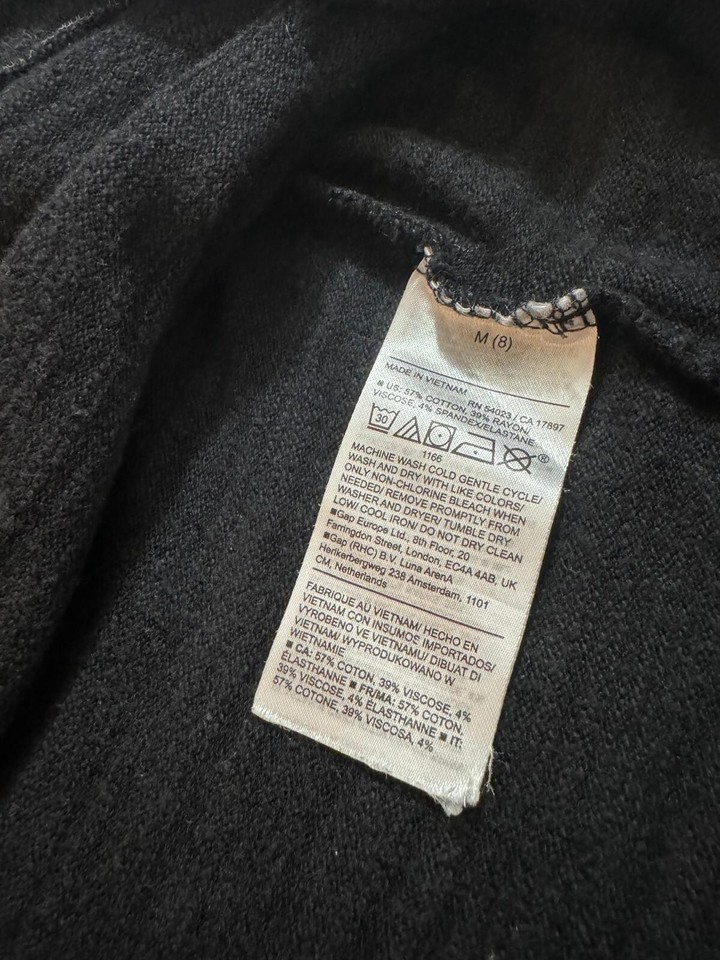 M (8)
MADE IN VIETNAM RN 54023 / CA 17897
■ US: 57% COTTON, 39% RAYON/
VISCOSE, 4% SPANDEX/ELASTANE
30
®
1166
MACHINE WASH COLD GENTLE CYCLE/
WASH AND DRY WITH LIKE COLORS/
ONLY NON-CHLORINE BLEACH WHEN
NEEDED/ REMOVE PROMPTLY FROM
WASHER AND DRYER/ TUMBLE DRY
LOW/ COOL IRON/ DO NOT DRY CLEAN
■Gap Europe Ltd., 8th Floor, 20
Farringdon Street, London, EC4A 4AB, UK
■Gap (RHC) B.V. Luna ArenA
Herikerbergweg 238 Amsterdam, 1101
CM, Netherlands
FABRIQUE AU VIETNAM/ HECHO EN
VIETNAM CON INSUMOS IMPORTADOS/
VYROBENO VE VIETNAMU/ DIBUAT DI
VIETNAM/ WYPRODUKOWANO W
WIETNAMIE
■ CA: 57% COTON, 39% VISCOSE, 4%
ÉLASTHANNE ■ FR/MA: 57% COTON,
39% VISCOSE, 4% ÉLASTHANNE ■ IT:
57% COTONE, 39% VISCOSA, 4%